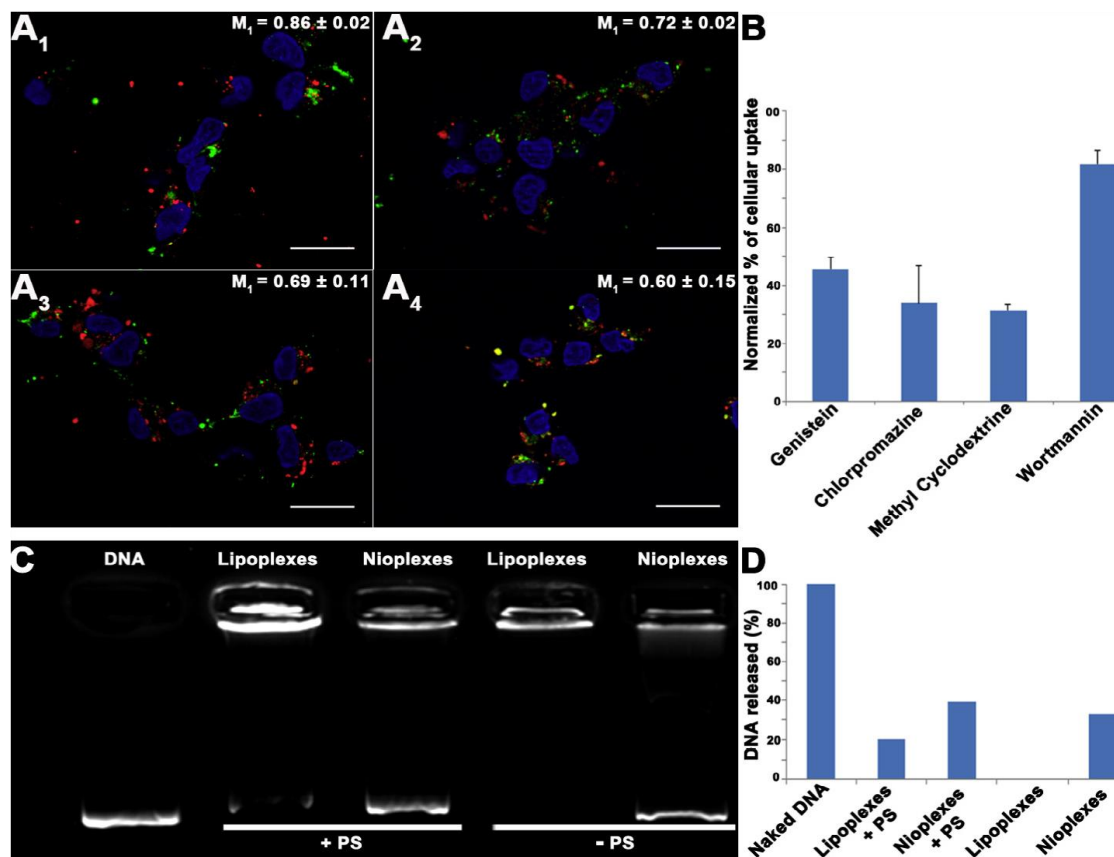 A1
M1 = 0.86 ± 0.02
A2
M1 = 0.72 ± 0.02
A3
M1 = 0.69 ± 0.11
A4
M1 = 0.60 ± 0.15
B
Normalized % of cellular uptake
00
80
60
40
20
0
Genistein
Chlorpromazine
Methyl Cyclodextrine
Wortmannin
C
DNA
Lipoplexes
Nioplexes
Lipoplexes
Nioplexes
+ PS
- PS
D
DNA released (%)
100
80
60
40
20
00
Naked DNA
Lipoplexes
+ PS
Nioplexes
+ PS
Lipoplexes
Nioplexes